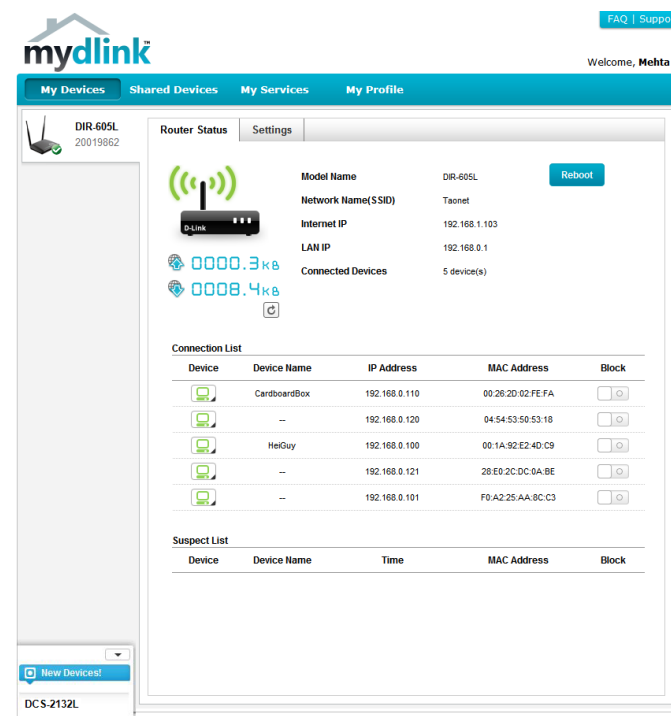 FAQ | Suppo
mydlink™
Welcome, Mehta
My Devices Shared Devices My Services My Profile
DIR-605L
20019862
Router Status Settings
D-Link
Model Name DIR-605L Reboot
Network Name(SSID) Taonet
Internet IP 192.168.1.103
LAN IP 192.168.0.1
Connected Devices 5 device(s)
0000.3KB
0008.4KB
Connection List
Device Device Name IP Address MAC Address Block
CardboardBox 192.168.0.110 00:26:2D:02:FE:FA
-- 192.168.0.120 04:54:53:50:53:18
HeiGuy 192.168.0.100 00:1A:92:E2:4D:C9
-- 192.168.0.121 28:E0:2C:DC:0A:BE
-- 192.168.0.101 F0:A2:25:AA:8C:C3
Suspect List
Device Device Name Time MAC Address Block
New Devices!
DCS-2132L